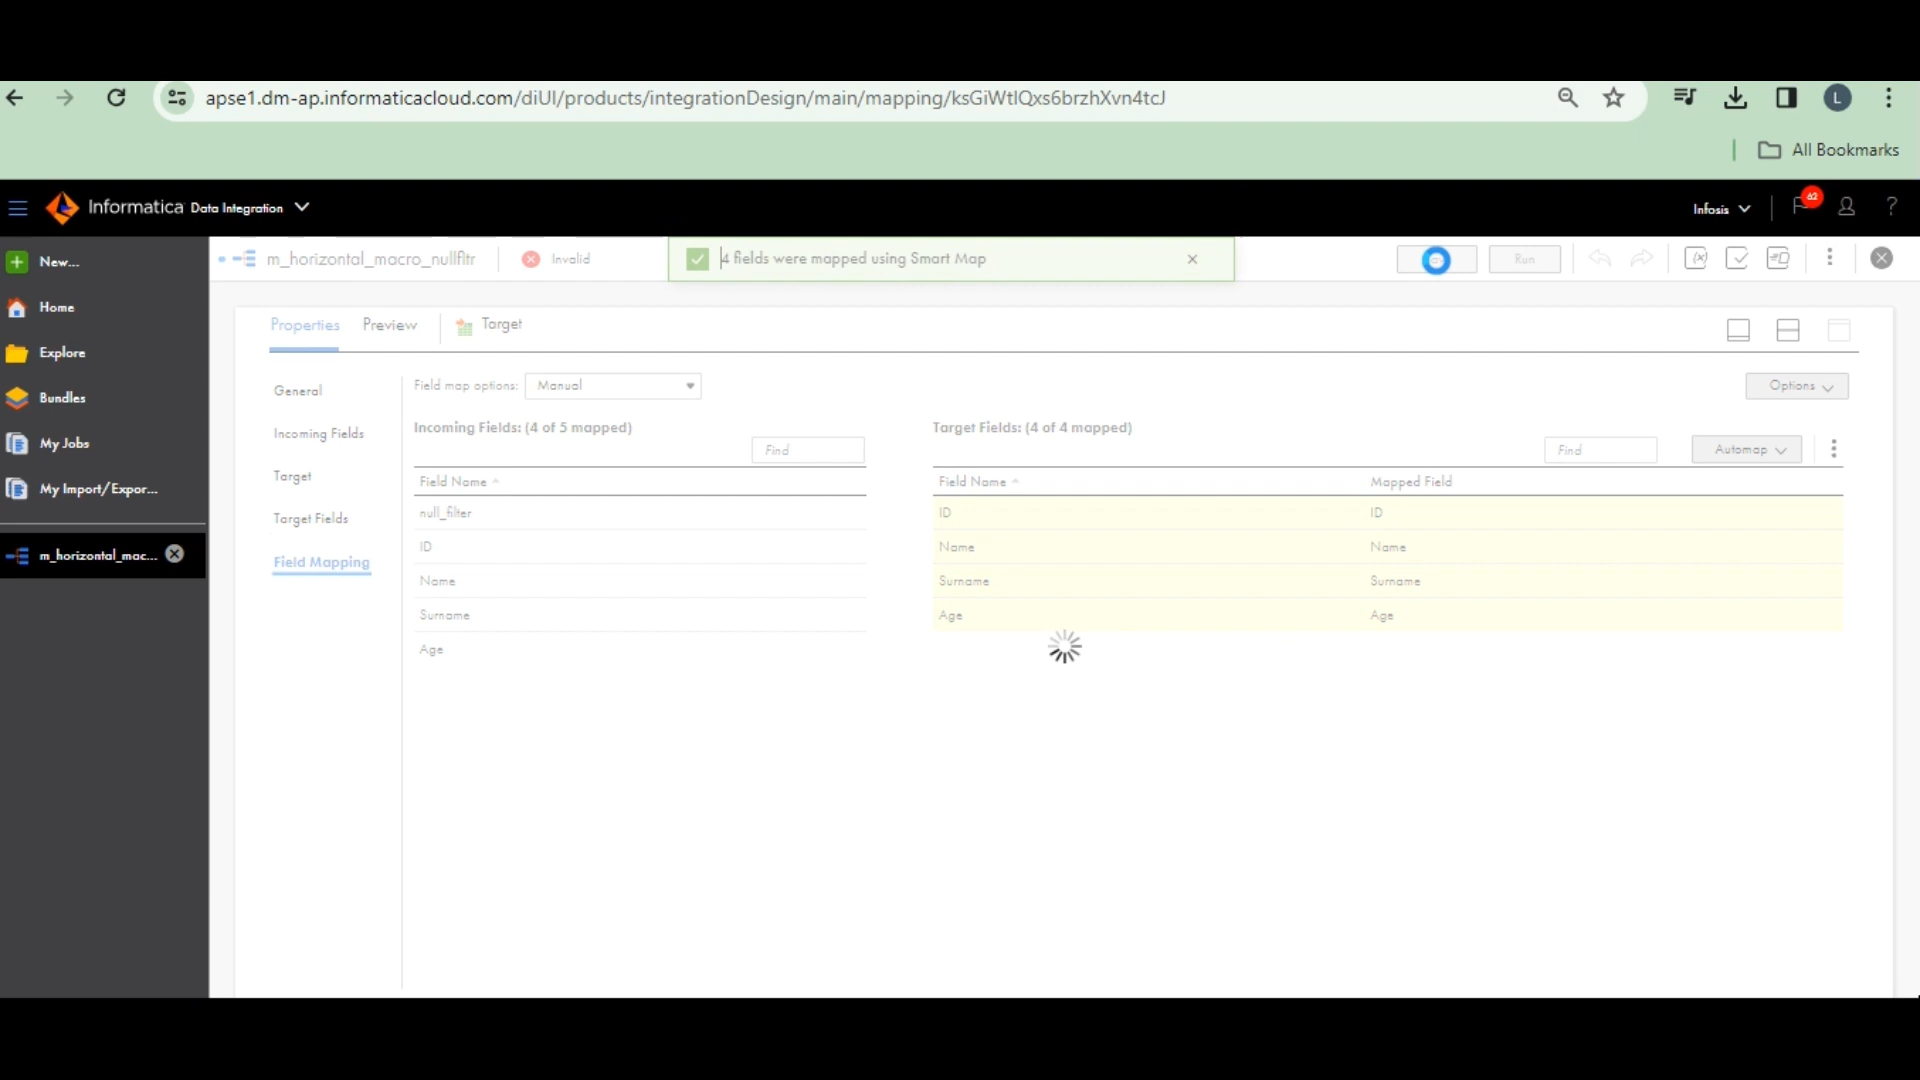 apse1.dm-ap.informaticacloud.com/diUI/products/integrationDesign/main/mapping/ksGiWtlQxs6brzhXvn4tcJ
L
All Bookmarks
Informatica Data Integration
Infosis
62
?
New...
m_horizontal_macro_nullfltr
Invalid
4 fields were mapped using Smart Map
Run
Home
Explore
Bundles
My Jobs
My Import/Expor...
m_horizontal_mac...
Properties
Preview
Target
General
Incoming Fields
Target
Target Fields
Field Mapping
Field map options: Manual
Options
Incoming Fields: (4 of 5 mapped)
Find
Field Name
null_filter
ID
Name
Surname
Age
Target Fields: (4 of 4 mapped)
Find
Automap
Field Name Mapped Field
ID ID
Name Name
Surname Surname
Age Age